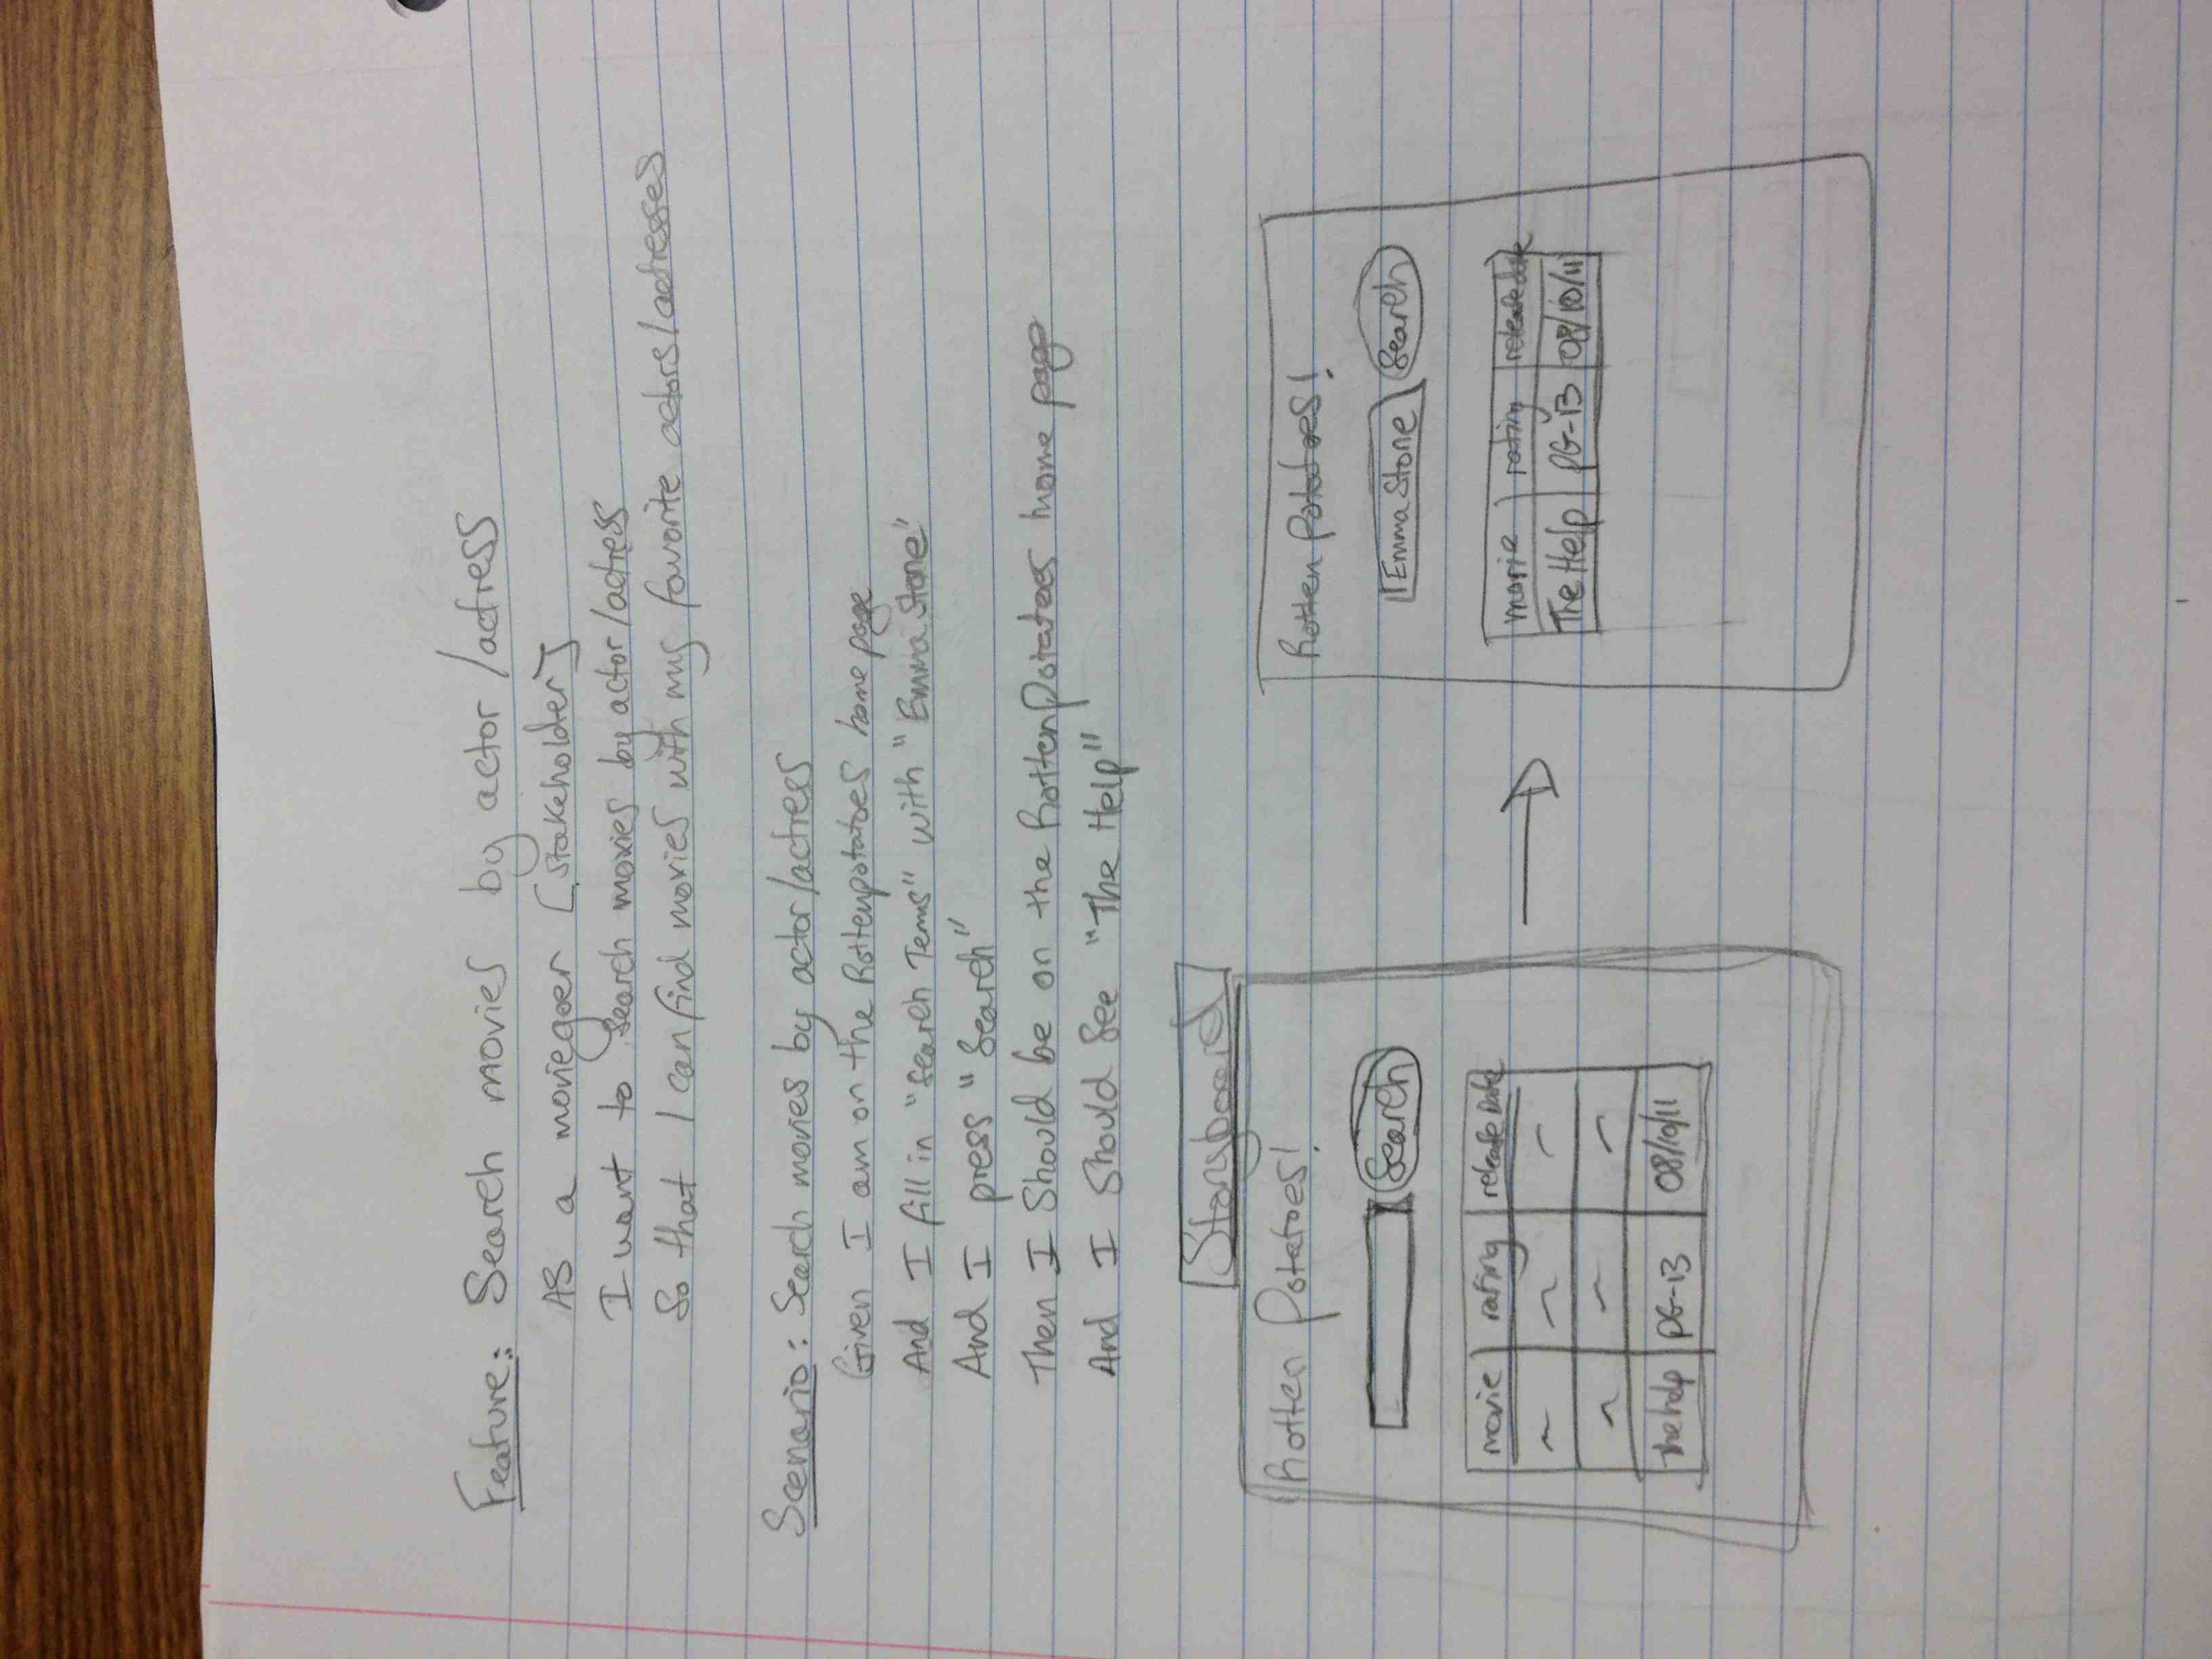 Feature: Search movies by actor/actress
As a moviegoer [stakeholder]
I want to search movies by actor/actress
So that I can find movies with my favorite actors/actresses
Scenario: Search movies by actor/actress
Given I am on the Rottenpotatoes home page
And I fill in "Search Terms" with "Emma Stone"
And I press "Search"
Then I should be on the RottenPotatoes home page
And I should see "The Help"
Storyboard
Rotten Potatoes!
Search
movie rating release date
The help PG-13 08/10/11
Rotten Potatoes!
Emma Stone Search
movie rating release date
The Help PG-13 08/10/11